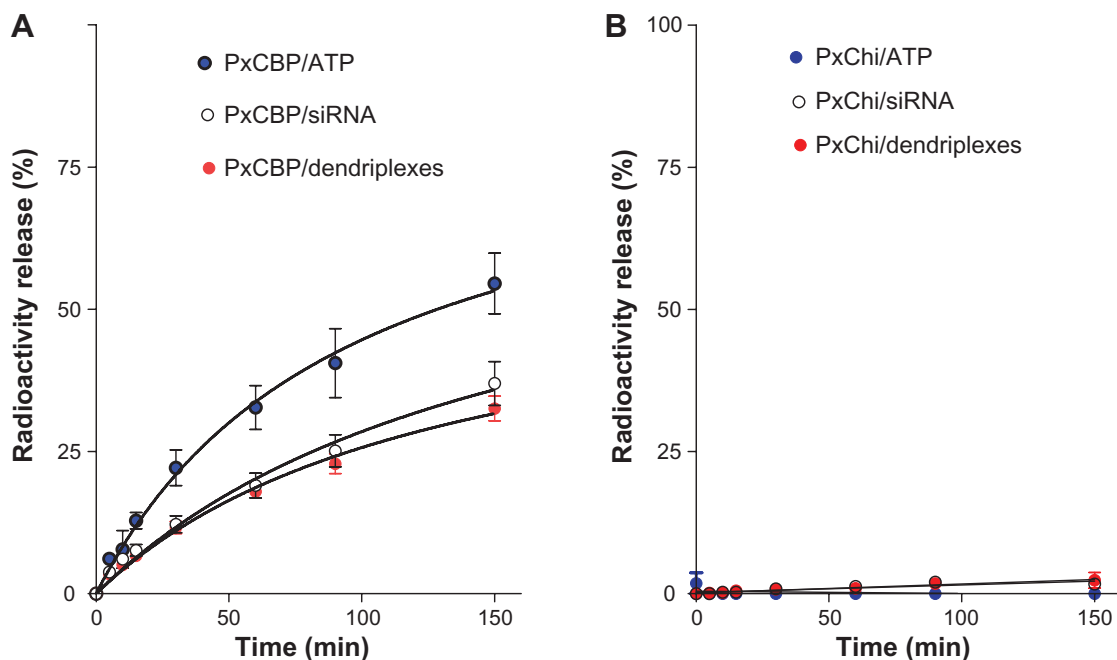 A
PxCBP/ATP
PxCBP/siRNA
PxCBP/dendriplexes
Radioactivity release (%)
75
50
25
0
0 50 100 150
Time (min)
B
PxChi/ATP
PxChi/siRNA
PxChi/dendriplexes
Radioactivity release (%)
100
75
50
25
0
0 50 100 150
Time (min)